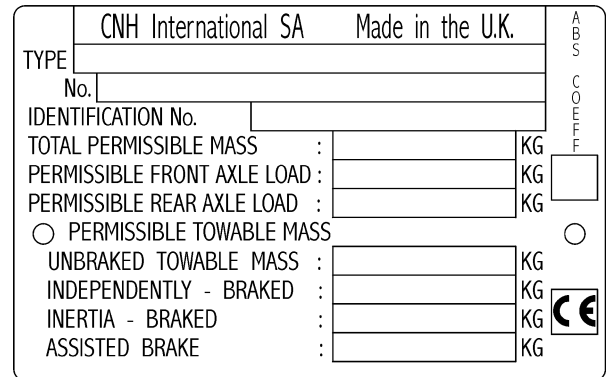 CNH International SA Made in the U.K.
TYPE
No.
IDENTIFICATION No.
TOTAL PERMISSIBLE MASS : KG
PERMISSIBLE FRONT AXLE LOAD : KG
PERMISSIBLE REAR AXLE LOAD : KG
PERMISSIBLE TOWABLE MASS
UNBRAKED TOWABLE MASS : KG
INDEPENDENTLY - BRAKED : KG
INERTIA - BRAKED : KG
ASSISTED BRAKE : KG
ABS COEFF
CE